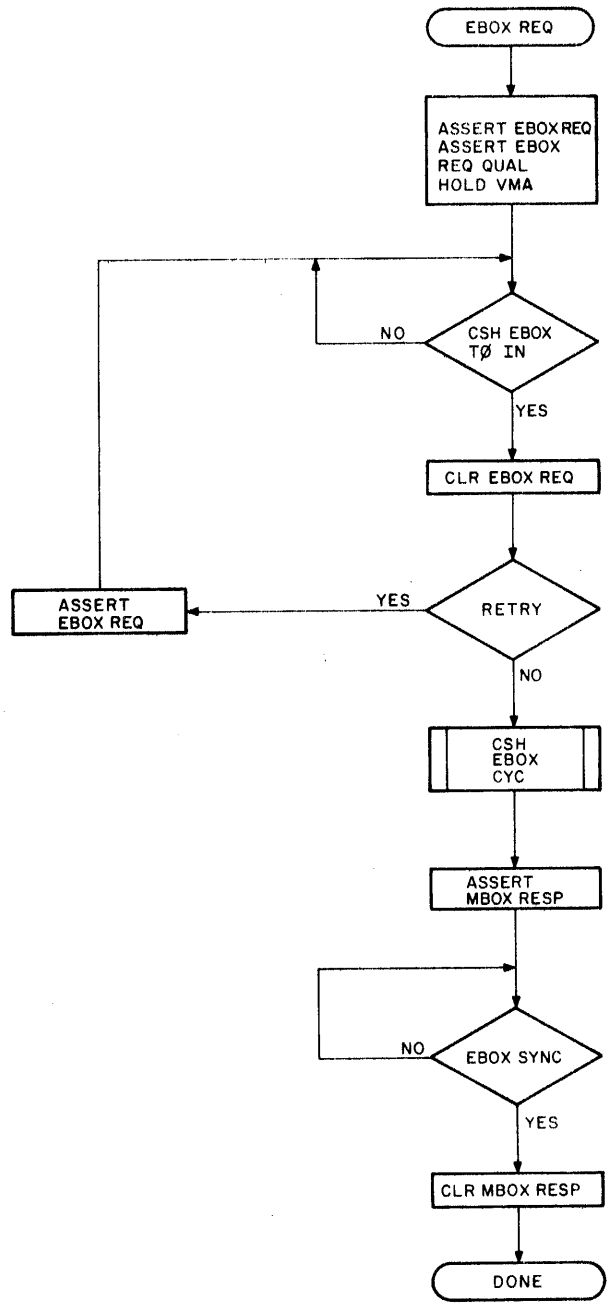 EBOX REQ
ASSERT EBOX REQ
ASSERT EBOX
REQ QUAL
HOLD VMA
NO
CSH EBOX
TØ IN
YES
CLR EBOX REQ
ASSERT
EBOX REQ
YES
RETRY
NO
CSH
EBOX
CYC
ASSERT
MBOX RESP
NO
EBOX SYNC
YES
CLR MBOX RESP
DONE